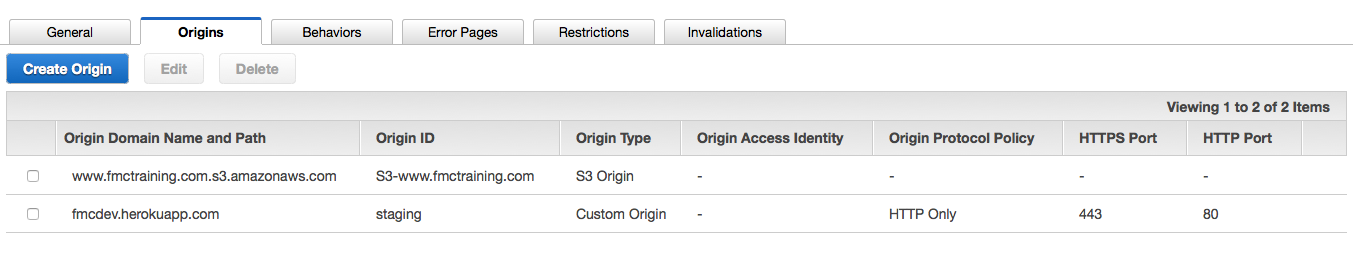 General Origins Behaviors Error Pages Restrictions Invalidations
Create Origin Edit Delete
Viewing 1 to 2 of 2 Items
Origin Domain Name and Path Origin ID Origin Type Origin Access Identity Origin Protocol Policy HTTPS Port HTTP Port
www.fmctraining.com.s3.amazonaws.com S3-www.fmctraining.com S3 Origin - - - -
fmcdev.herokuapp.com staging Custom Origin - HTTP Only 443 80